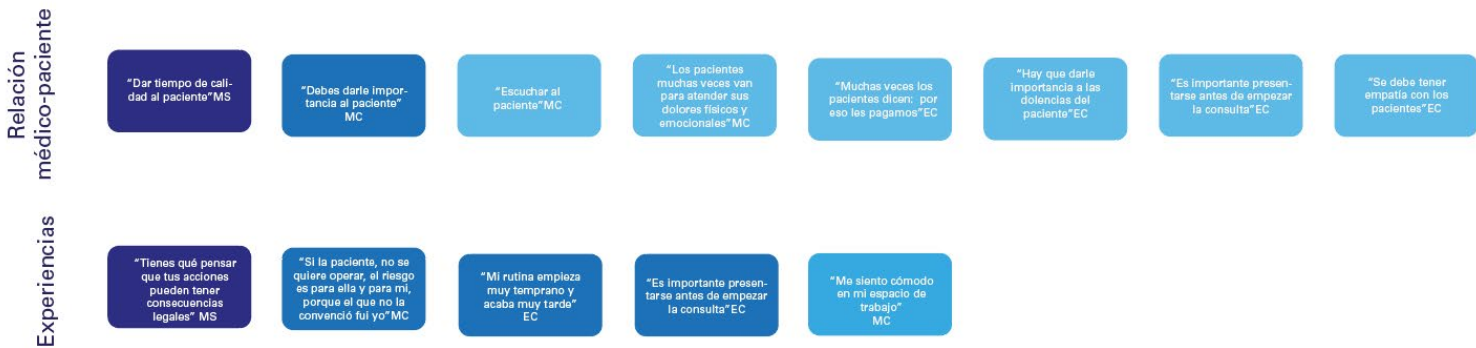 Relación
médico-paciente
“Dar tiempo de cali-
dad al paciente”MS
“Debes darle impor-
tancia al paciente”
MC
“Escuchar al
paciente”MC
“Los pacientes
muchas veces van
para atender sus
dolores físicos y
emocionales”MC
“Muchas veces los
pacientes dicen: por
eso les pagamos”EC
“Hay que darle
importancia a las
dolencias del
paciente”EC
“Es importante presen-
tarse antes de empezar
la consulta”EC
“Se debe tener
empatía con los
pacientes”EC
Experiencias
“Tienes qué pensar
que tus acciones
pueden tener
consecuencias
legales” MS
“Si la paciente, no se
quiere operar, el riesgo
es para ella y para mi,
porque el que no la
convenció fui yo”MC
“Mi rutina empieza
muy temprano y
acaba muy tarde”
EC
“Es importante presen-
tarse antes de empezar
la consulta”EC
“Me siento cómodo
en mi espacio de
trabajo”
MC